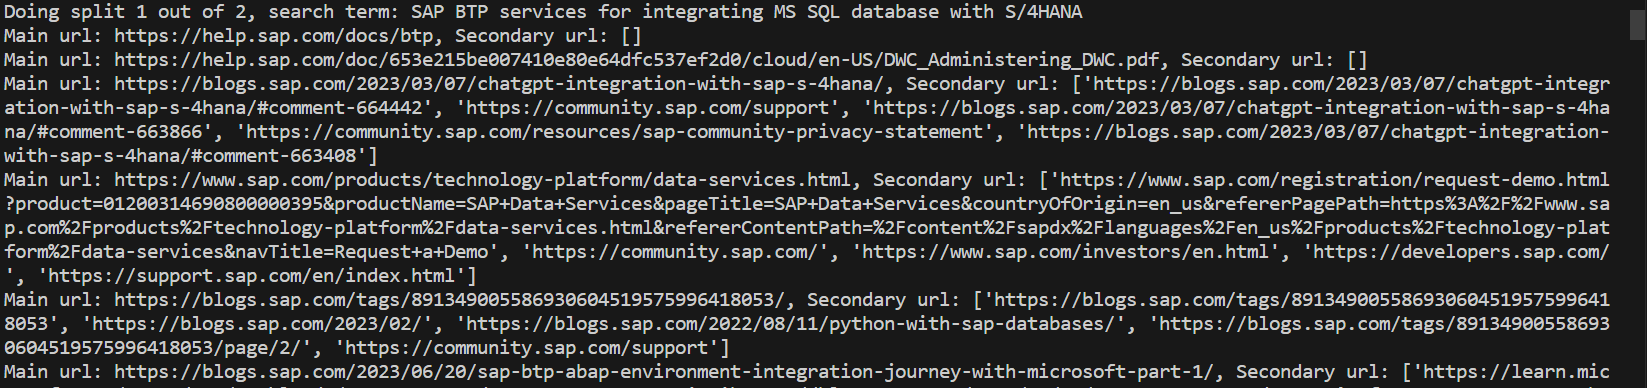 Doing split 1 out of 2, search term: SAP BTP services for integrating MS SQL database with S/4HANA
Main url: https://help.sap.com/docs/btp, Secondary url: []
Main url: https://help.sap.com/doc/653e215be007410e80e64dfc537ef2d0/cloud/en-US/DWC_Administering_DWC.pdf, Secondary url: []
Main url: https://blogs.sap.com/2023/03/07/chatgpt-integration-with-sap-s-4hana/, Secondary url: ['https://blogs.sap.com/2023/03/07/chatgpt-integr
ation-with-sap-s-4hana/#comment-664442', 'https://community.sap.com/support', 'https://blogs.sap.com/2023/03/07/chatgpt-integration-with-sap-s-4ha
na/#comment-663866', 'https://community.sap.com/resources/sap-community-privacy-statement', 'https://blogs.sap.com/2023/03/07/chatgpt-integration-
with-sap-s-4hana/#comment-663408']
Main url: https://www.sap.com/products/technology-platform/data-services.html, Secondary url: ['https://www.sap.com/registration/request-demo.html
?product=01200314690800000395&productName=SAP+Data+Services&pageTitle=SAP+Data+Services&countryOfOrigin=en_us&refererPagePath=https%3A%2F%2Fwww.sa
p.com%2Fproducts%2Ftechnology-platform%2Fdata-services.html&refererContentPath=%2Fcontent%2Fsapdx%2Flanguages%2Fen_us%2Fproducts%2Ftechnology-plat
form%2Fdata-services&navTitle=Request+a+Demo', 'https://community.sap.com/', 'https://www.sap.com/investors/en.html', 'https://developers.sap.com/
', 'https://support.sap.com/en/index.html']
Main url: https://blogs.sap.com/tags/891349005586930604519575996418053/, Secondary url: ['https://blogs.sap.com/tags/89134900558693060451957599641
8053', 'https://blogs.sap.com/2023/02/', 'https://blogs.sap.com/2022/08/11/python-with-sap-databases/', 'https://blogs.sap.com/tags/89134900558693
0604519575996418053/page/2/', 'https://community.sap.com/support']
Main url: https://blogs.sap.com/2023/06/20/sap-btp-abap-environment-integration-journey-with-microsoft-part-1/, Secondary url: ['https://learn.mic